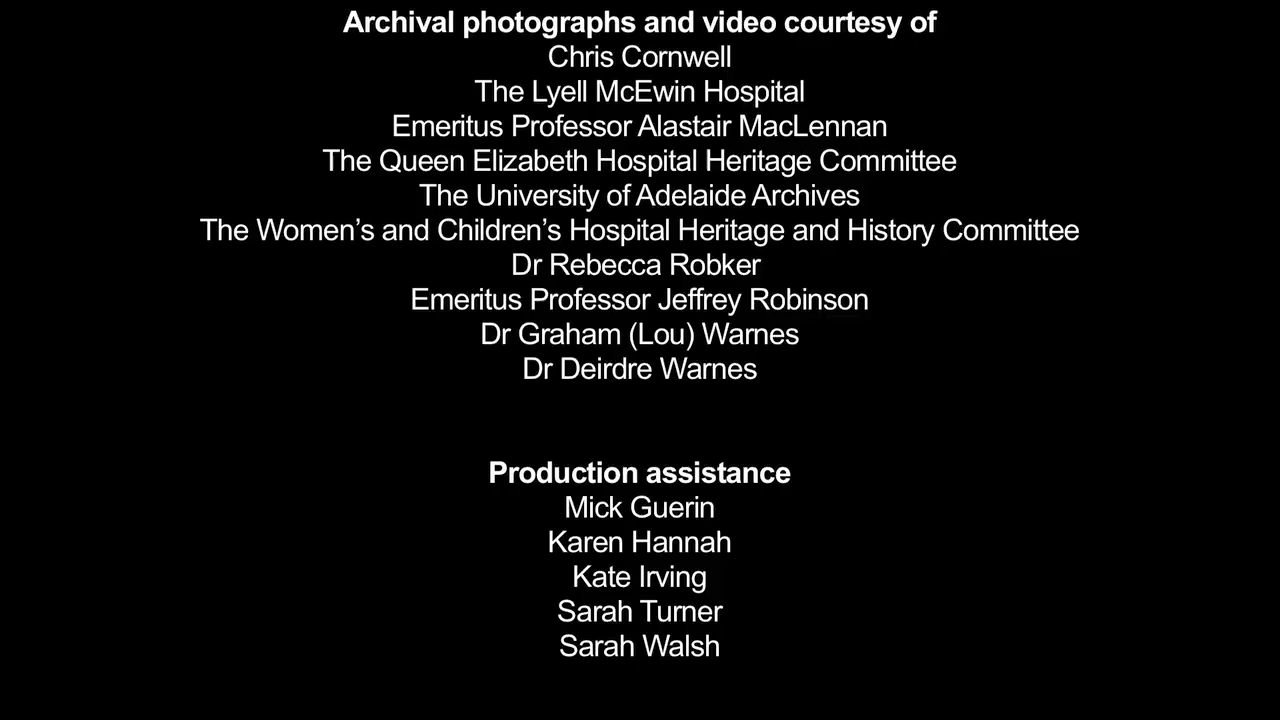 Archival photographs and video courtesy of
Chris Cornwell
The Lyell McEwin Hospital
Emeritus Professor Alastair MacLennan
The Queen Elizabeth Hospital Heritage Committee
The University of Adelaide Archives
The Women’s and Children’s Hospital Heritage and History Committee
Dr Rebecca Robker
Emeritus Professor Jeffrey Robinson
Dr Graham (Lou) Warnes
Dr Deirdre Warnes
Production assistance
Mick Guerin
Karen Hannah
Kate Irving
Sarah Turner
Sarah Walsh